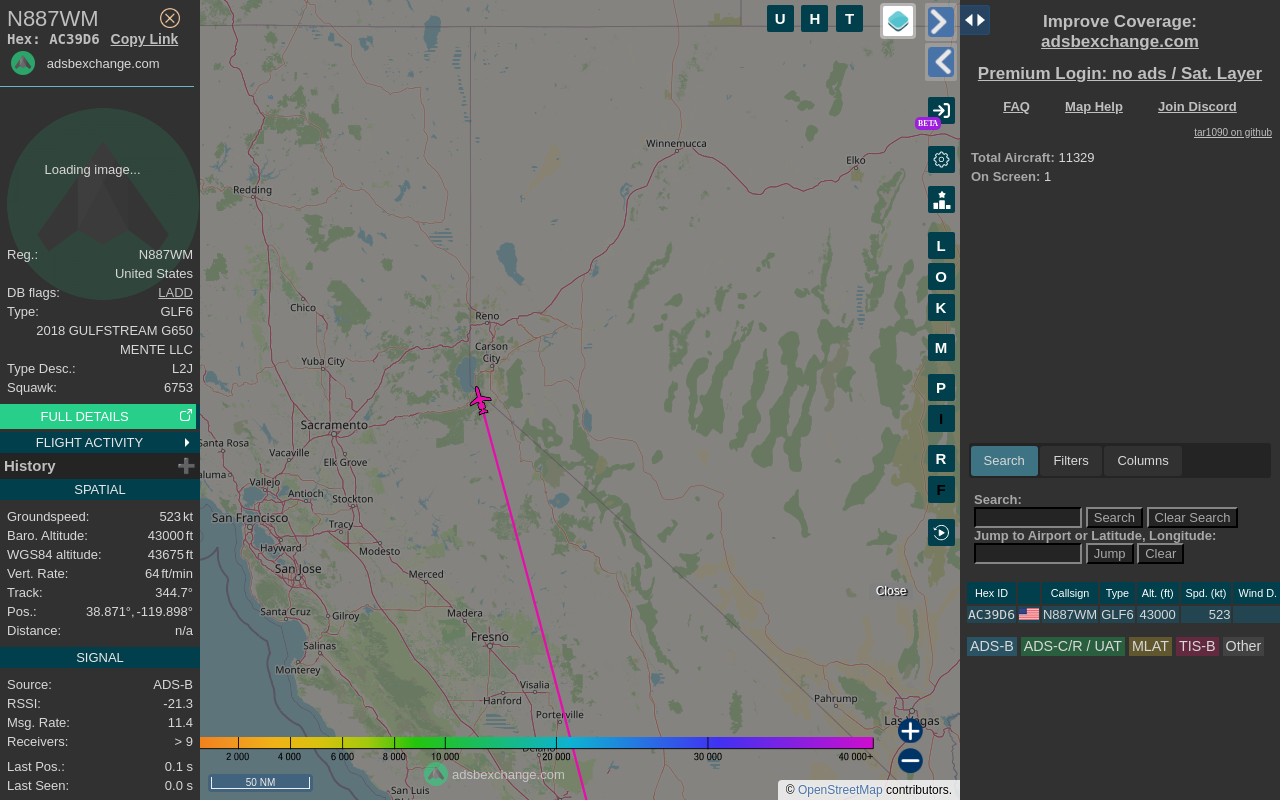 N887WM
Hex: AC39D6 Copy Link
adsbexchange.com
Loading image...
Reg.: N887WM
United States
DB flags: LADD
Type: GLF6
2018 GULFSTREAM G650
MENTE LLC
Type Desc.: L2J
Squawk: 6753
FULL DETAILS
FLIGHT ACTIVITY
History
SPATIAL
Groundspeed: 523 kt
Baro. Altitude: 43000 ft
WGS84 altitude: 43675 ft
Vert. Rate: 64 ft/min
Track: 344.7°
Pos.: 38.871°, -119.898°
Distance: n/a
SIGNAL
Source: ADS-B
RSSI: -21.3
Msg. Rate: 11.4
Receivers: > 9
Last Pos.: 0.1 s
Last Seen: 0.0 s
U H T
BETA
L
O
K
M
P
I
R
F
Winnemucca
Elko
Redding
Chico
Reno
Carson
City
Yuba City
Sacramento
Santa Rosa
Vacaville
Elk Grove
aluma
Vallejo
Antioch
Stockton
San Francisco
Tracy
Hayward
Modesto
San Jose
Merced
Santa Cruz
Gilroy
Madera
Fresno
Salinas
Monterey
Visalia
Hanford
Porterville
Delano
Pahrump
Las Vegas
San Luis
Close
2 000 4 000 6 000 8 000 10 000 20 000 30 000 40 000+
adsbexchange.com
50 NM
© OpenStreetMap contributors.
Improve Coverage:
adsbexchange.com
Premium Login: no ads / Sat. Layer
FAQ Map Help Join Discord
tar1090 on github
Total Aircraft: 11329
On Screen: 1
Search Filters Columns
Search:
Search Clear Search
Jump to Airport or Latitude, Longitude:
Jump Clear
Hex ID Callsign Type Alt. (ft) Spd. (kt) Wind D.
AC39D6 N887WM GLF6 43000 523
ADS-B ADS-C/R / UAT MLAT TIS-B Other